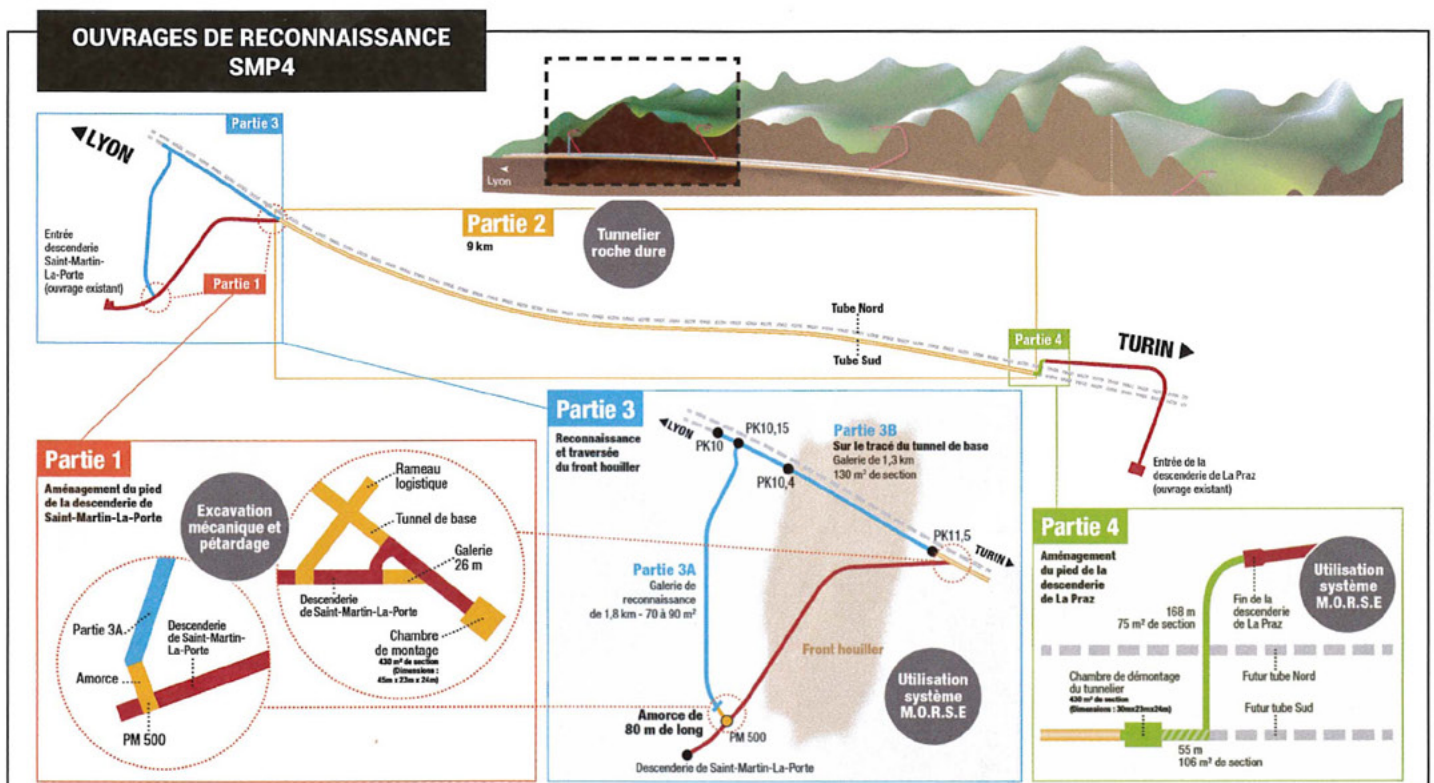 OUVRAGES DE RECONNAISSANCE
SMP4
Lyon
Partie 3
LYON
Entrée
descenderie
Saint-Martin-
La-Porte
(ouvrage existant)
Partie 1
Partie 2
9 km
Tunnelier
roche dure
Tube Nord
Tube Sud
Partie 4
TURIN
Entrée de la
descenderie de La Praz
(ouvrage existant)
Partie 1
Aménagement du pied
de la descenderie de
Saint-Martin-La-Porte
Excavation
mécanique et
pétardage
Rameau
logistique
Tunnel de base
Galerie
26 m
Descenderie
de Saint-Martin-La-Porte
Chambre
de montage
430 m² de section
(Dimensions :
45m x 23m x 24m)
Partie 3A
Descenderie
de Saint-Martin-
La-Porte
Amorce
PM 500
Partie 3
Reconnaissance
et traversée
du front houiller
LYON
PK10
PK10,15
PK10,4
Partie 3B
Sur le tracé du tunnel de base
Galerie de 1,3 km
130 m² de section
PK11,5
TURIN
Partie 3A
Galerie de
reconnaissance
de 1,8 km - 70 à 90 m²
Front houiller
Utilisation
système
M.O.R.S.E
Amorce de
80 m de long
PM 500
Descenderie de Saint-Martin-La-Porte
Partie 4
Aménagement
du pied de la
descenderie
de La Praz
Utilisation
système
M.O.R.S.E
168 m
75 m² de section
Fin de la
descenderie
de La Praz
Chambre de démontage
du tunnelier
430 m² de section
(Dimensions : 30mx23mx24m)
Futur tube Nord
Futur tube Sud
55 m
106 m² de section